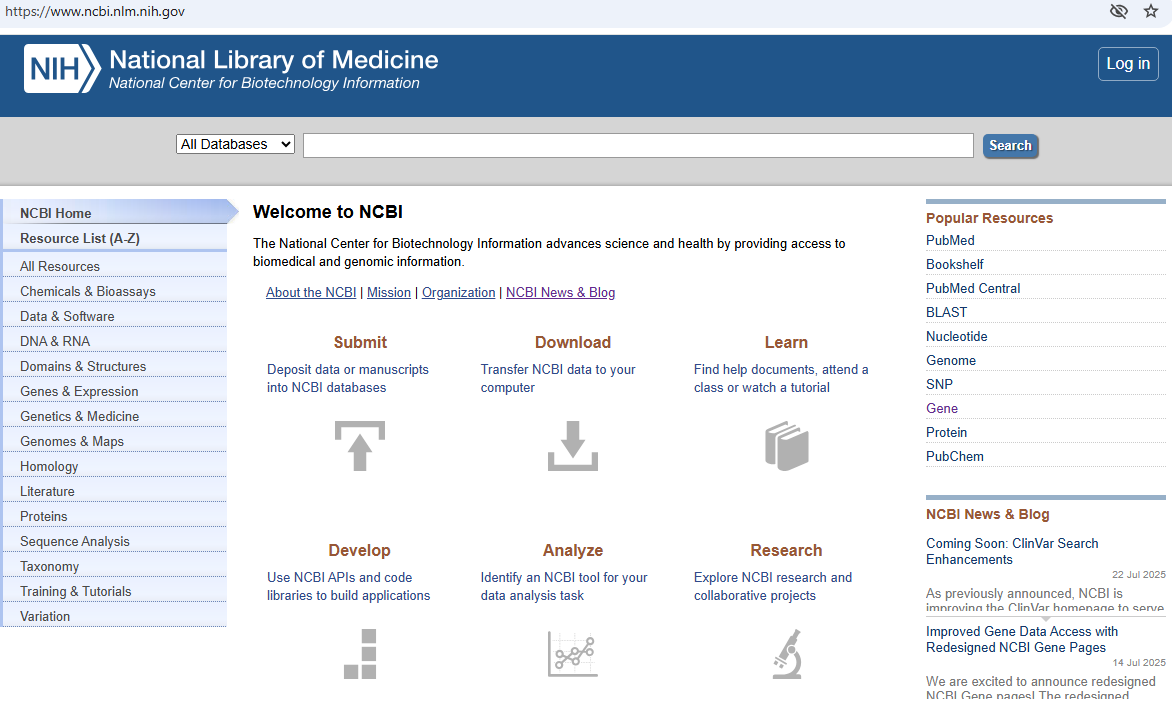 https://www.ncbi.nlm.nih.gov
NIH
National Library of Medicine
National Center for Biotechnology Information
Log in
All Databases
Search
NCBI Home
Resource List (A-Z)
All Resources
Chemicals & Bioassays
Data & Software
DNA & RNA
Domains & Structures
Genes & Expression
Genetics & Medicine
Genomes & Maps
Homology
Literature
Proteins
Sequence Analysis
Taxonomy
Training & Tutorials
Variation
Welcome to NCBI
The National Center for Biotechnology Information advances science and health by providing access to
biomedical and genomic information.
About the NCBI | Mission | Organization | NCBI News & Blog
Submit
Deposit data or manuscripts
into NCBI databases
Download
Transfer NCBI data to your
computer
Learn
Find help documents, attend a
class or watch a tutorial
Develop
Use NCBI APIs and code
libraries to build applications
Analyze
Identify an NCBI tool for your
data analysis task
Research
Explore NCBI research and
collaborative projects
Popular Resources
PubMed
Bookshelf
PubMed Central
BLAST
Nucleotide
Genome
SNP
Gene
Protein
PubChem
NCBI News & Blog
Coming Soon: ClinVar Search
Enhancements
22 Jul 2025
As previously announced, NCBI is
improving the ClinVar homepage to serve
Improved Gene Data Access with
Redesigned NCBI Gene Pages
14 Jul 2025
We are excited to announce redesigned
NCBI Gene pages! The redesigned